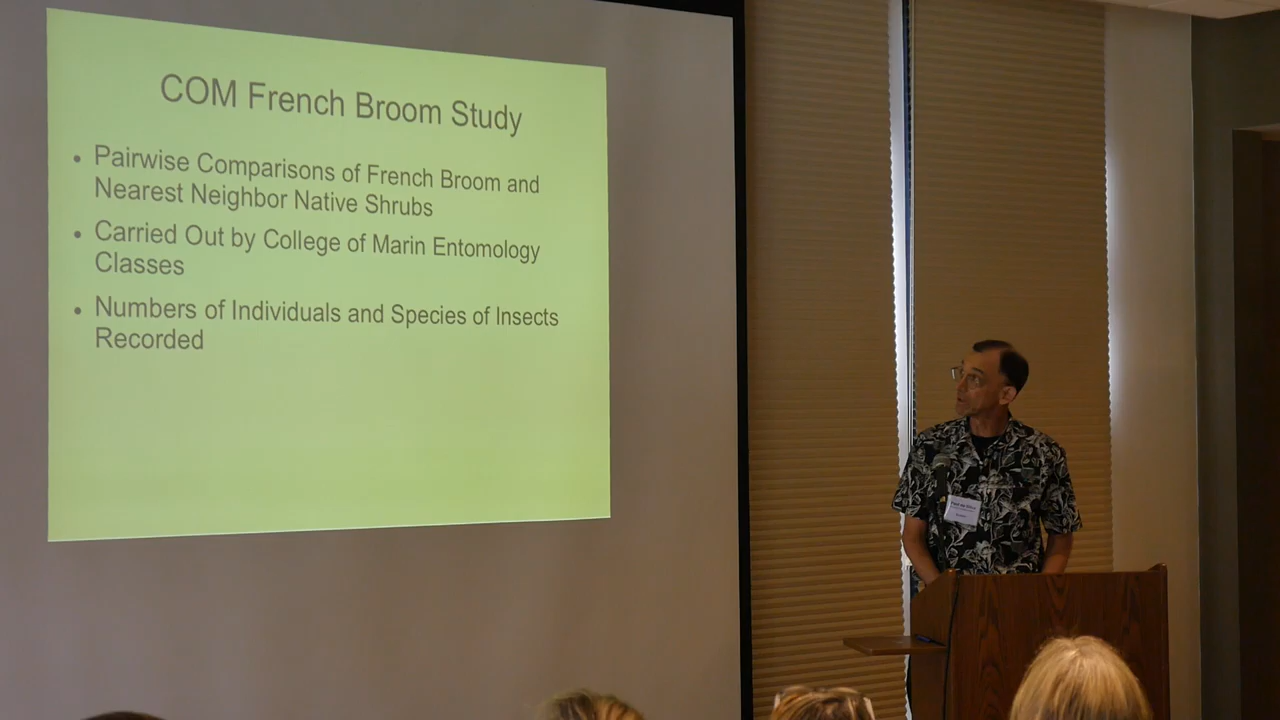 COM French Broom Study
• Pairwise Comparisons of French Broom and
Nearest Neighbor Native Shrubs
• Carried Out by College of Marin Entomology
Classes
• Numbers of Individuals and Species of Insects
Recorded